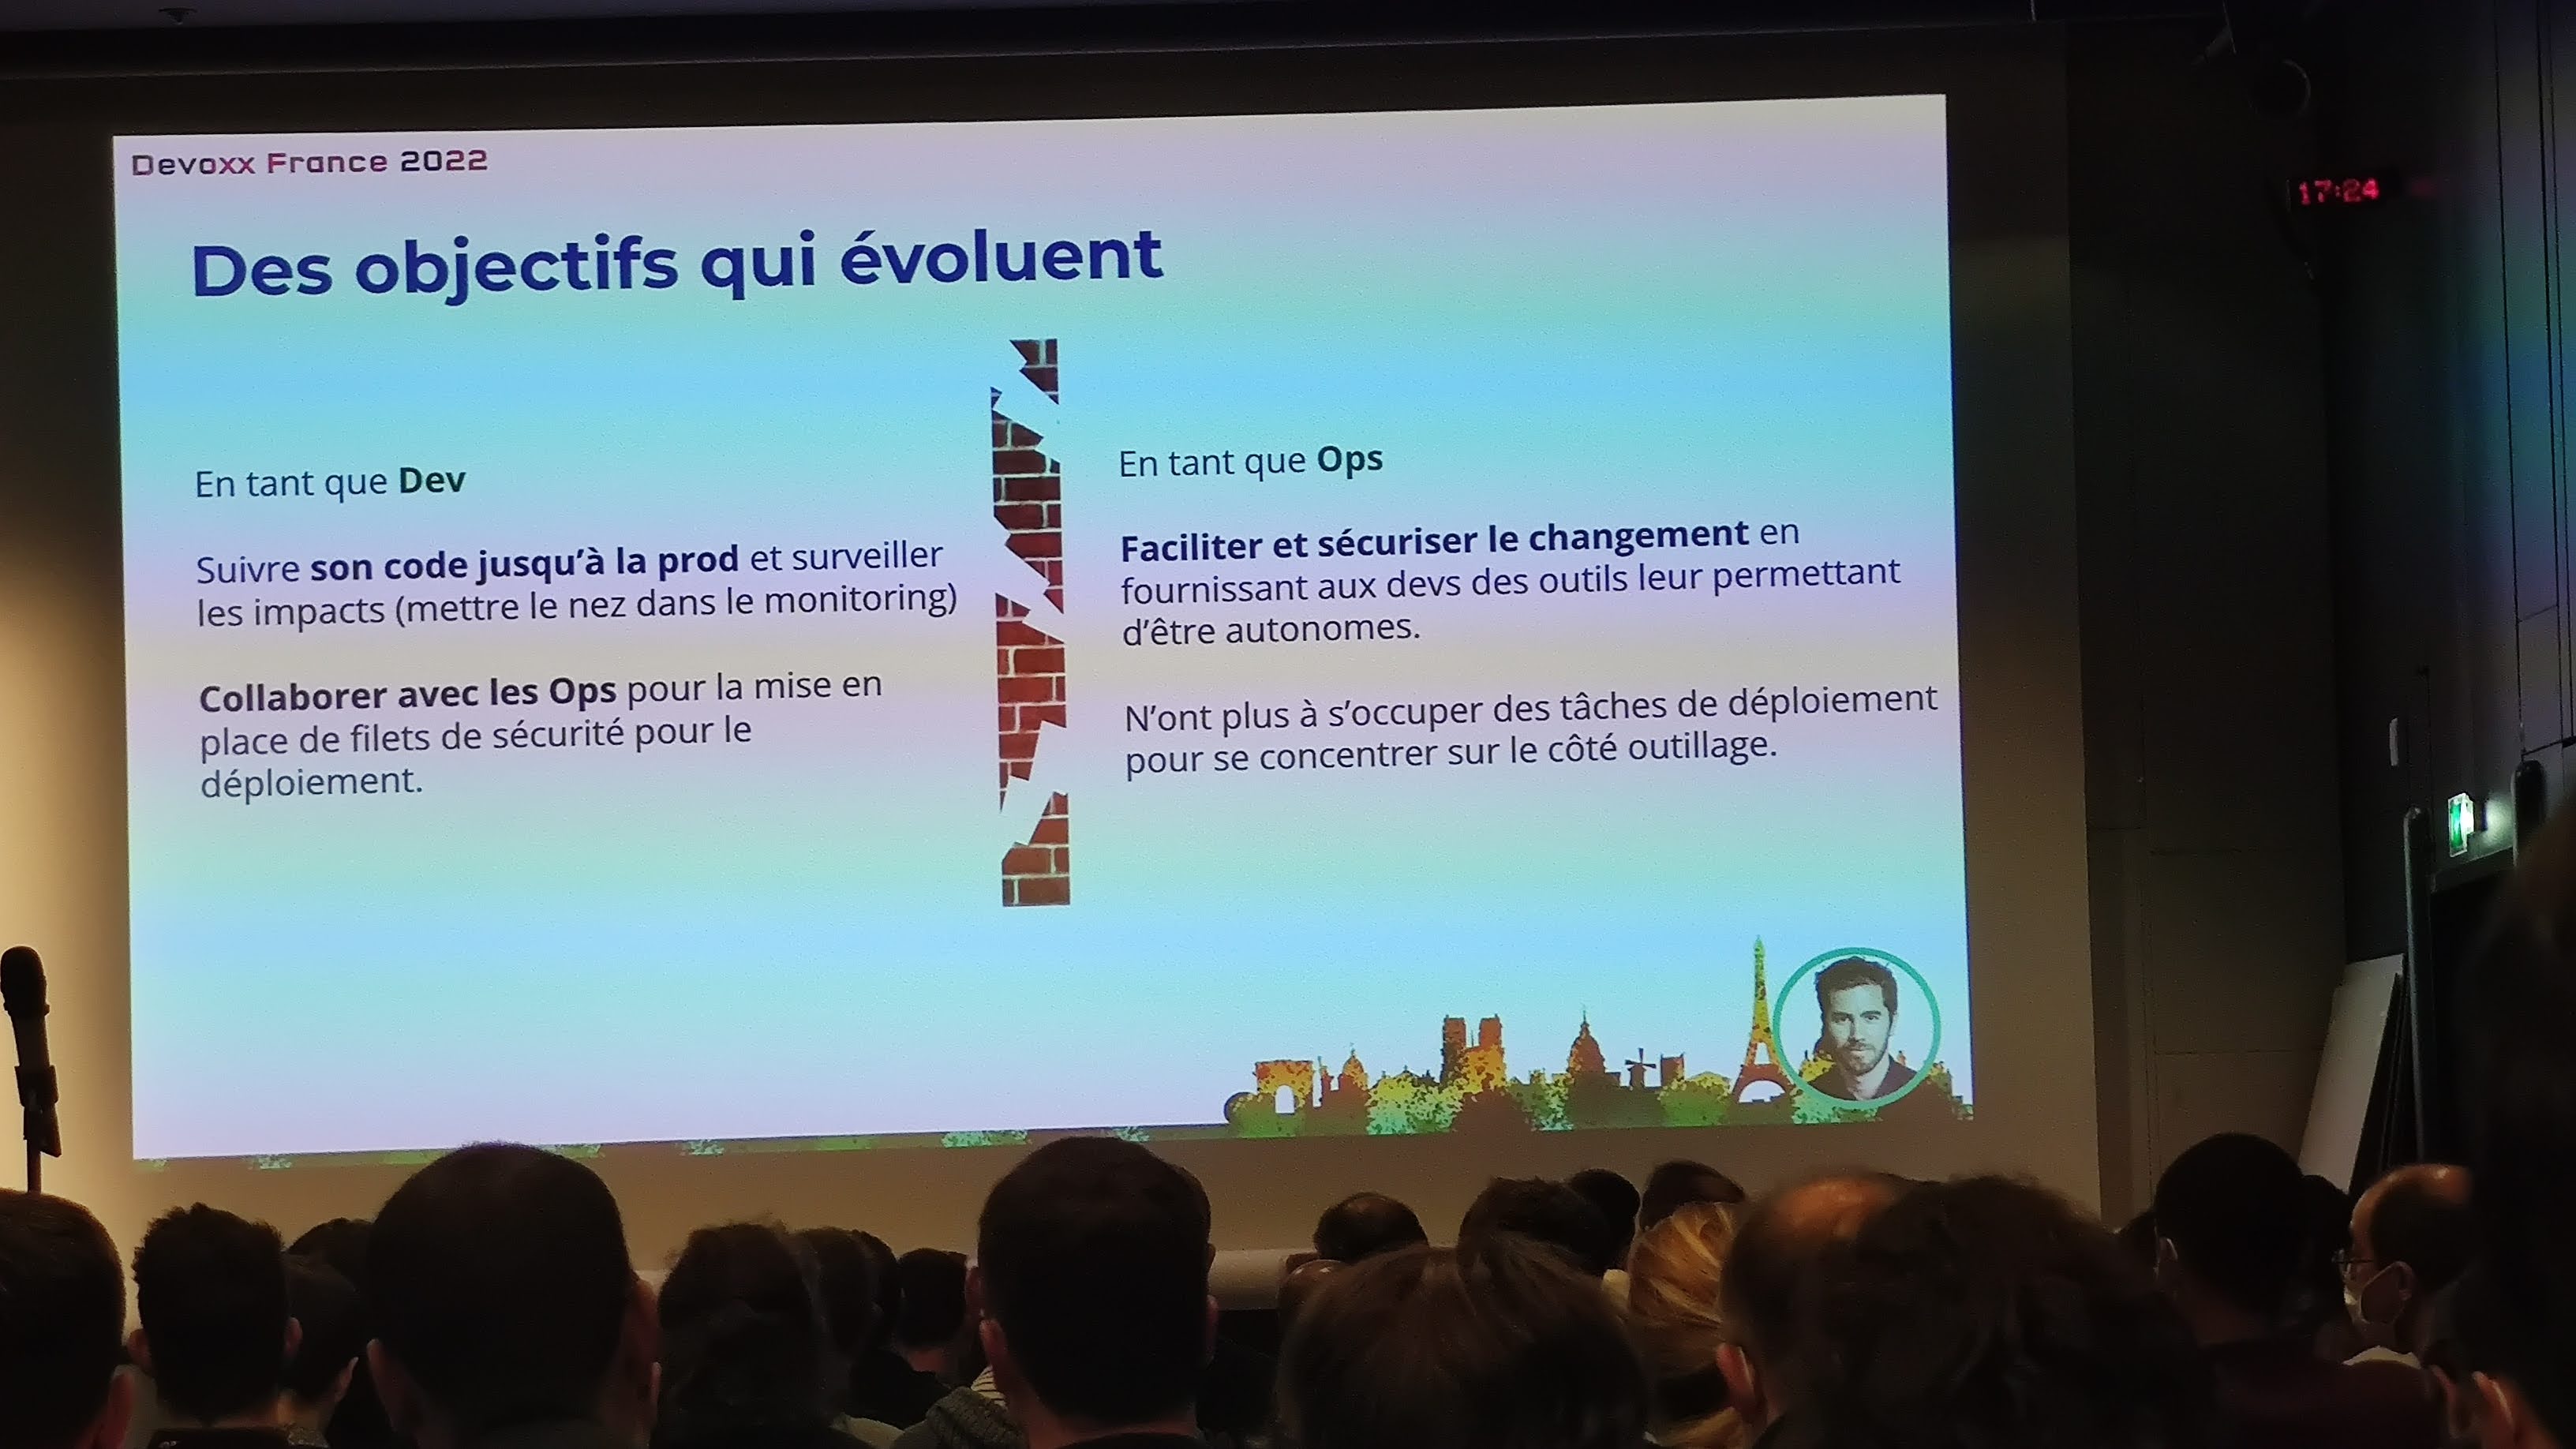 Devoxx France 2022
17:24
Des objectifs qui évoluent
En tant que Dev
Suivre son code jusqu'à la prod et surveiller
les impacts (mettre le nez dans le monitoring)
Collaborer avec les Ops pour la mise en
place de filets de sécurité pour le
déploiement.
En tant que Ops
Faciliter et sécuriser le changement en
fournissant aux devs des outils leur permettant
d'être autonomes.
N'ont plus à s'occuper des tâches de déploiement
pour se concentrer sur le côté outillage.